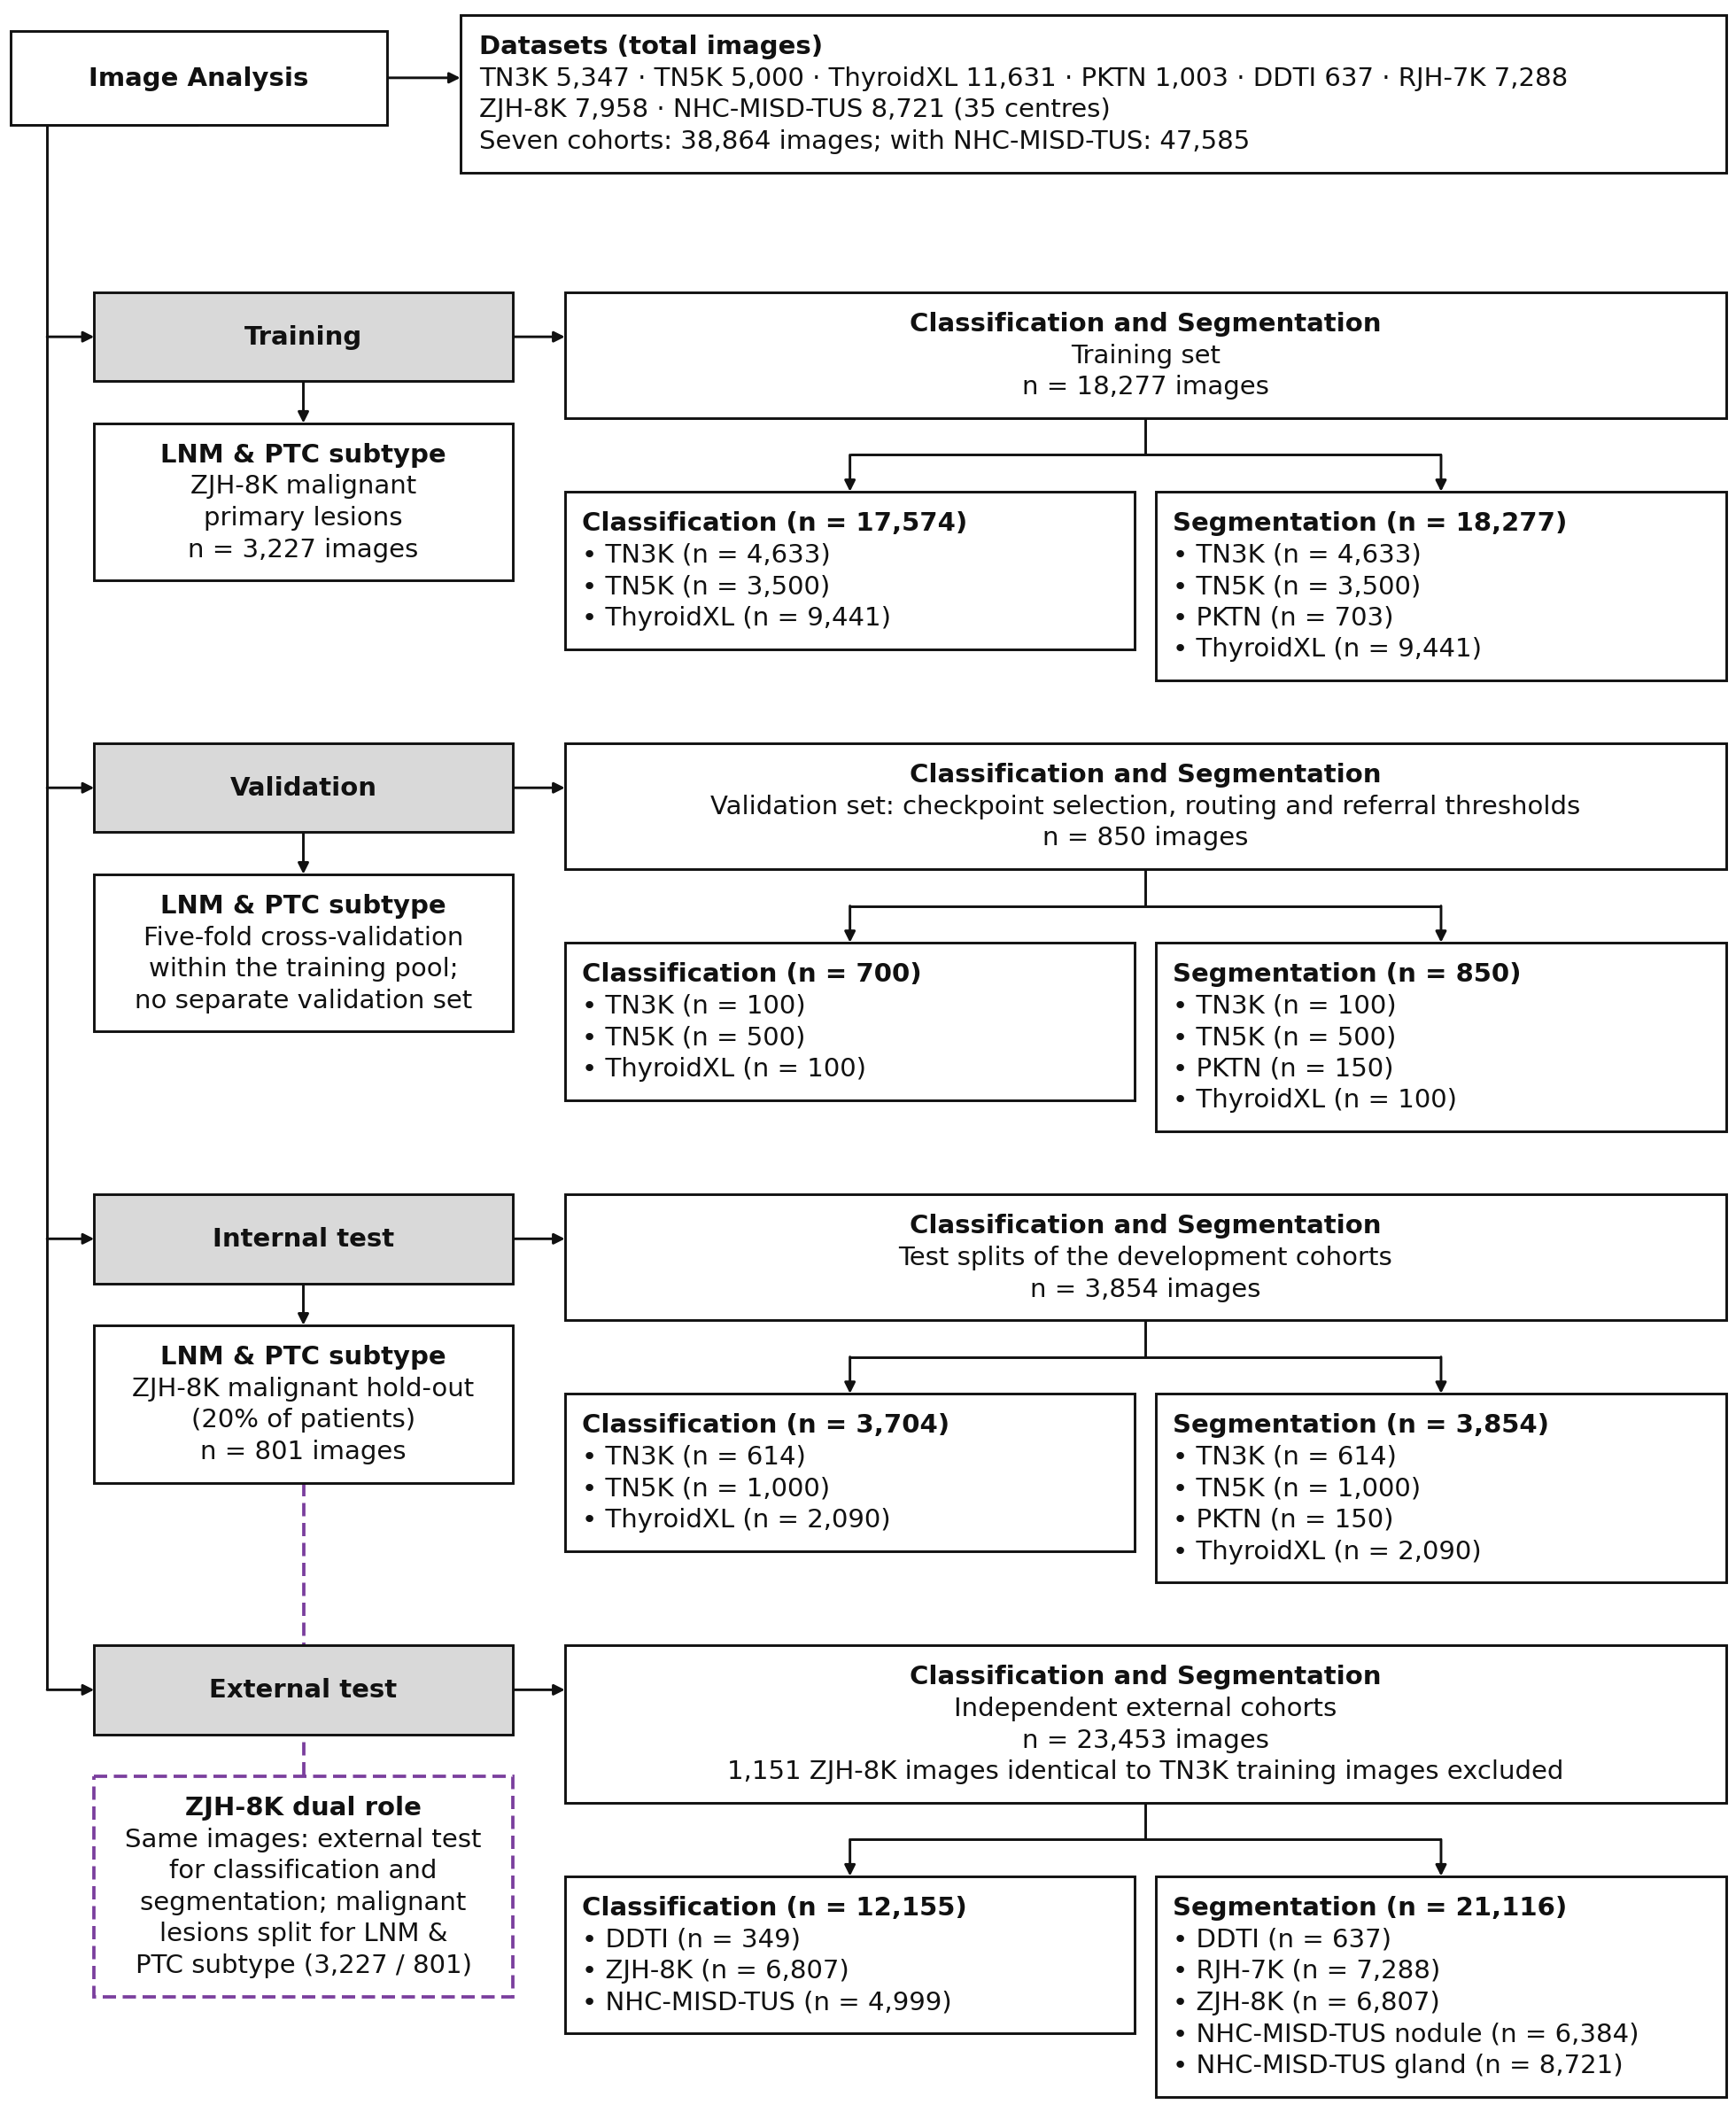 Image Analysis
Datasets (total images)
TN3K 5,347 · TN5K 5,000 · ThyroidXL 11,631 · PKTN 1,003 · DDTI 637 · RJH-7K 7,288
ZJH-8K 7,958 · NHC-MISD-TUS 8,721 (35 centres)
Seven cohorts: 38,864 images; with NHC-MISD-TUS: 47,585
Training
LNM & PTC subtype
ZJH-8K malignant
primary lesions
n = 3,227 images
Classification and Segmentation
Training set
n = 18,277 images
Classification (n = 17,574)
• TN3K (n = 4,633)
• TN5K (n = 3,500)
• ThyroidXL (n = 9,441)
Segmentation (n = 18,277)
• TN3K (n = 4,633)
• TN5K (n = 3,500)
• PKTN (n = 703)
• ThyroidXL (n = 9,441)
Validation
LNM & PTC subtype
Five-fold cross-validation
within the training pool;
no separate validation set
Classification and Segmentation
Validation set: checkpoint selection, routing and referral thresholds
n = 850 images
Classification (n = 700)
• TN3K (n = 100)
• TN5K (n = 500)
• ThyroidXL (n = 100)
Segmentation (n = 850)
• TN3K (n = 100)
• TN5K (n = 500)
• PKTN (n = 150)
• ThyroidXL (n = 100)
Internal test
LNM & PTC subtype
ZJH-8K malignant hold-out
(20% of patients)
n = 801 images
Classification and Segmentation
Test splits of the development cohorts
n = 3,854 images
Classification (n = 3,704)
• TN3K (n = 614)
• TN5K (n = 1,000)
• ThyroidXL (n = 2,090)
Segmentation (n = 3,854)
• TN3K (n = 614)
• TN5K (n = 1,000)
• PKTN (n = 150)
• ThyroidXL (n = 2,090)
External test
ZJH-8K dual role
Same images: external test
for classification and
segmentation; malignant
lesions split for LNM &
PTC subtype (3,227 / 801)
Classification and Segmentation
Independent external cohorts
n = 23,453 images
1,151 ZJH-8K images identical to TN3K training images excluded
Classification (n = 12,155)
• DDTI (n = 349)
• ZJH-8K (n = 6,807)
• NHC-MISD-TUS (n = 4,999)
Segmentation (n = 21,116)
• DDTI (n = 637)
• RJH-7K (n = 7,288)
• ZJH-8K (n = 6,807)
• NHC-MISD-TUS nodule (n = 6,384)
• NHC-MISD-TUS gland (n = 8,721)